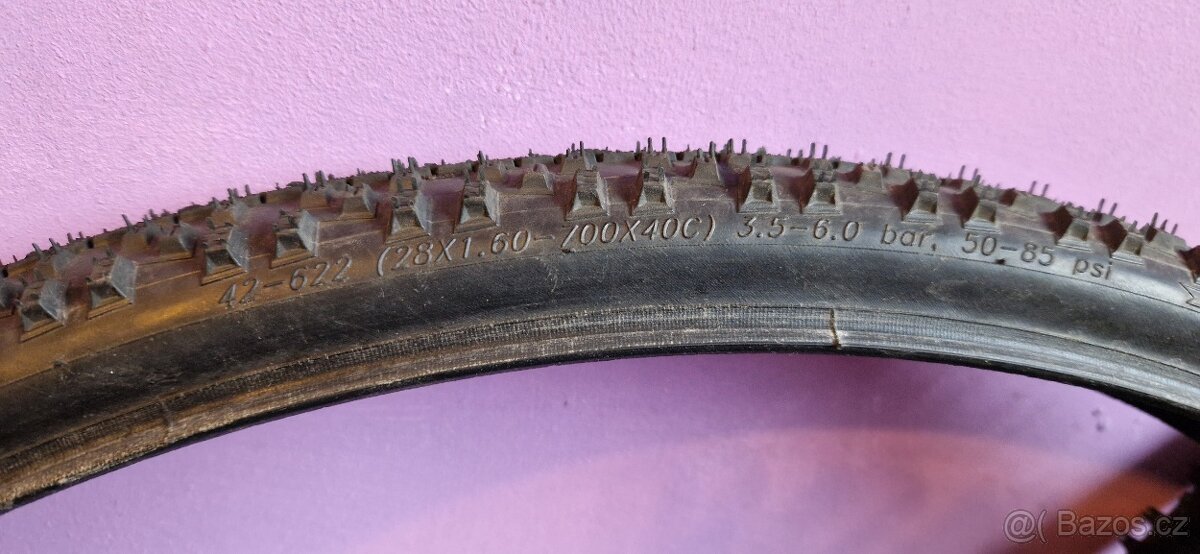 42-622 (28X1.60-700X40C) 3.5-6.0 bar, 50-85 psi
@( Bazos.cz